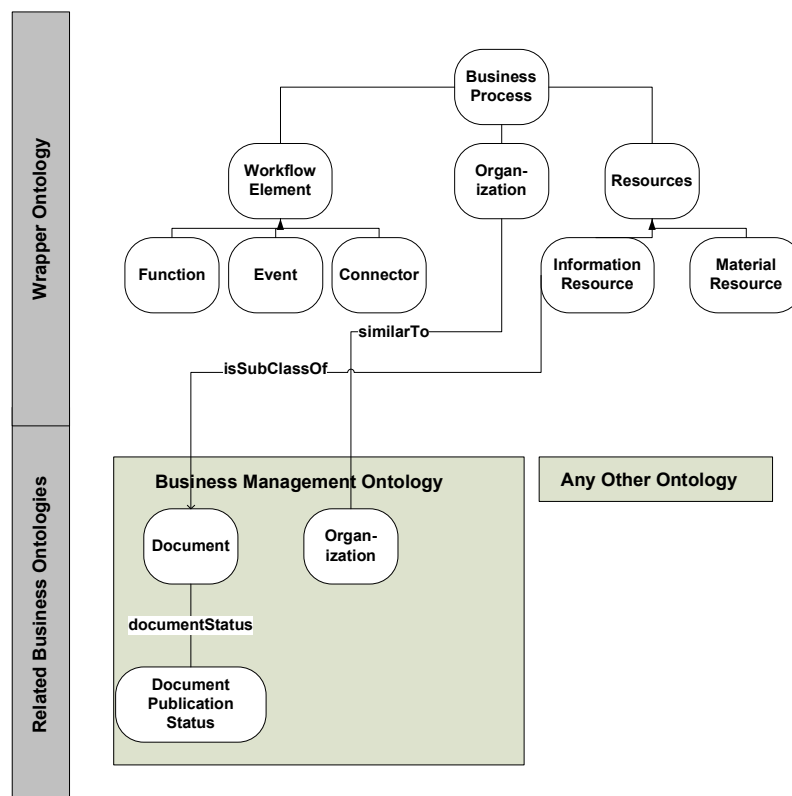 Wrapper Ontology
Business
Process
Workflow
Element
Organ-
ization
Resources
Function
Event
Connector
Information
Resource
Material
Resource
similarTo
isSubClassOf
Related Business Ontologies
Business Management Ontology
Any Other Ontology
Document
Organ-
ization
documentStatus
Document
Publication
Status